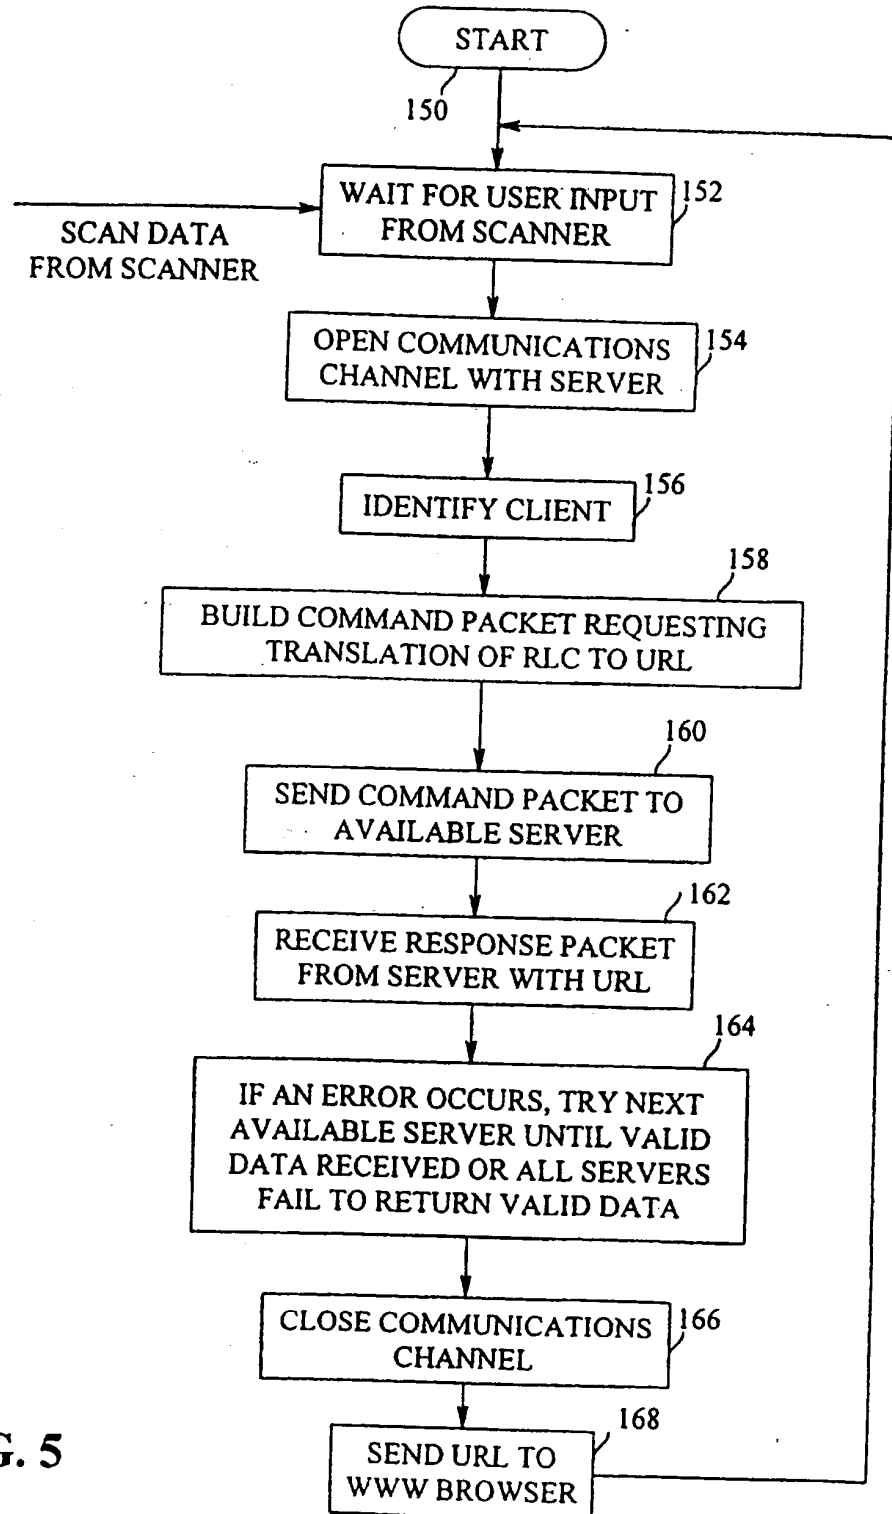 START
150
WAIT FOR USER INPUT
FROM SCANNER
152
SCAN DATA
FROM SCANNER
OPEN COMMUNICATIONS
CHANNEL WITH SERVER
154
IDENTIFY CLIENT
156
158
BUILD COMMAND PACKET REQUESTING
TRANSLATION OF RLC TO URL
160
SEND COMMAND PACKET TO
AVAILABLE SERVER
162
RECEIVE RESPONSE PACKET
FROM SERVER WITH URL
164
IF AN ERROR OCCURS, TRY NEXT
AVAILABLE SERVER UNTIL VALID
DATA RECEIVED OR ALL SERVERS
FAIL TO RETURN VALID DATA
CLOSE COMMUNICATIONS
CHANNEL
166
168
SEND URL TO
WWW BROWSER
G. 5